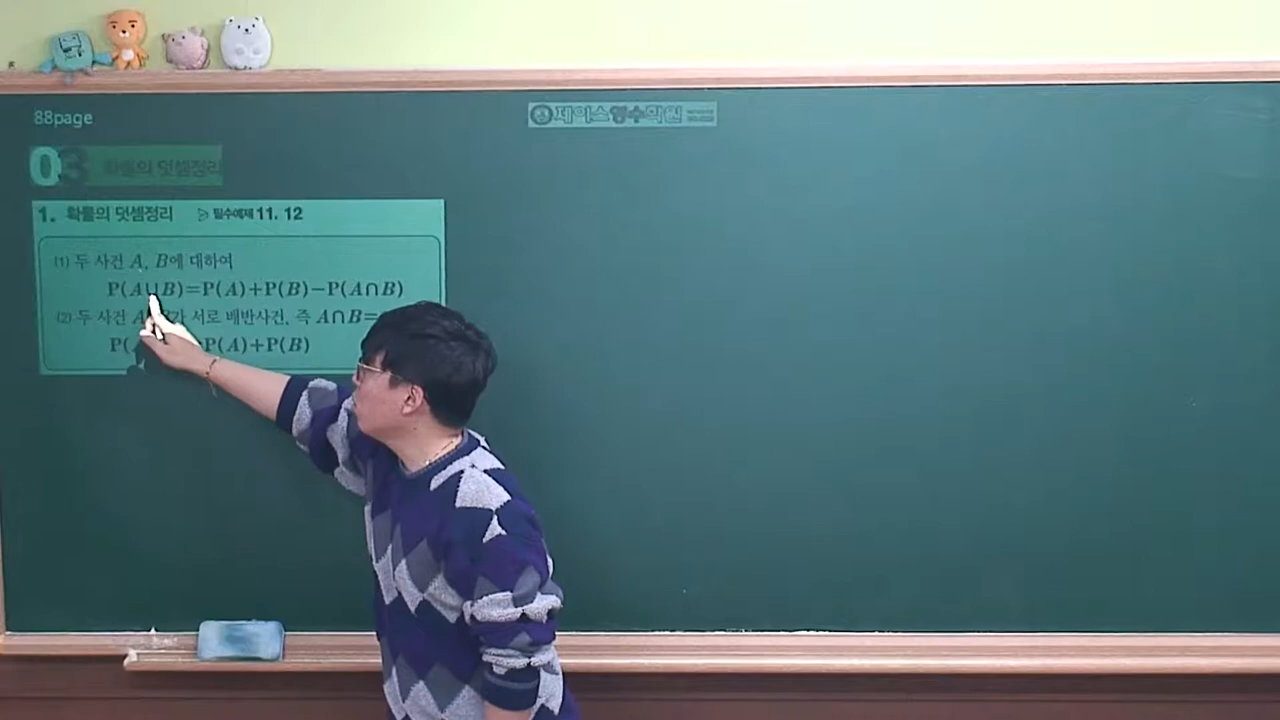 88page
제이스영수학원
03 확률의 덧셈정리
1. 확률의 덧셈정리 ▷ 필수예제 11. 12
(1) 두 사건 A, B에 대하여
P(A∪B)=P(A)+P(B)−P(A∩B)
(2) 두 사건 A 가 서로 배반사건, 즉 A∩B=
P( P(A)+P(B)